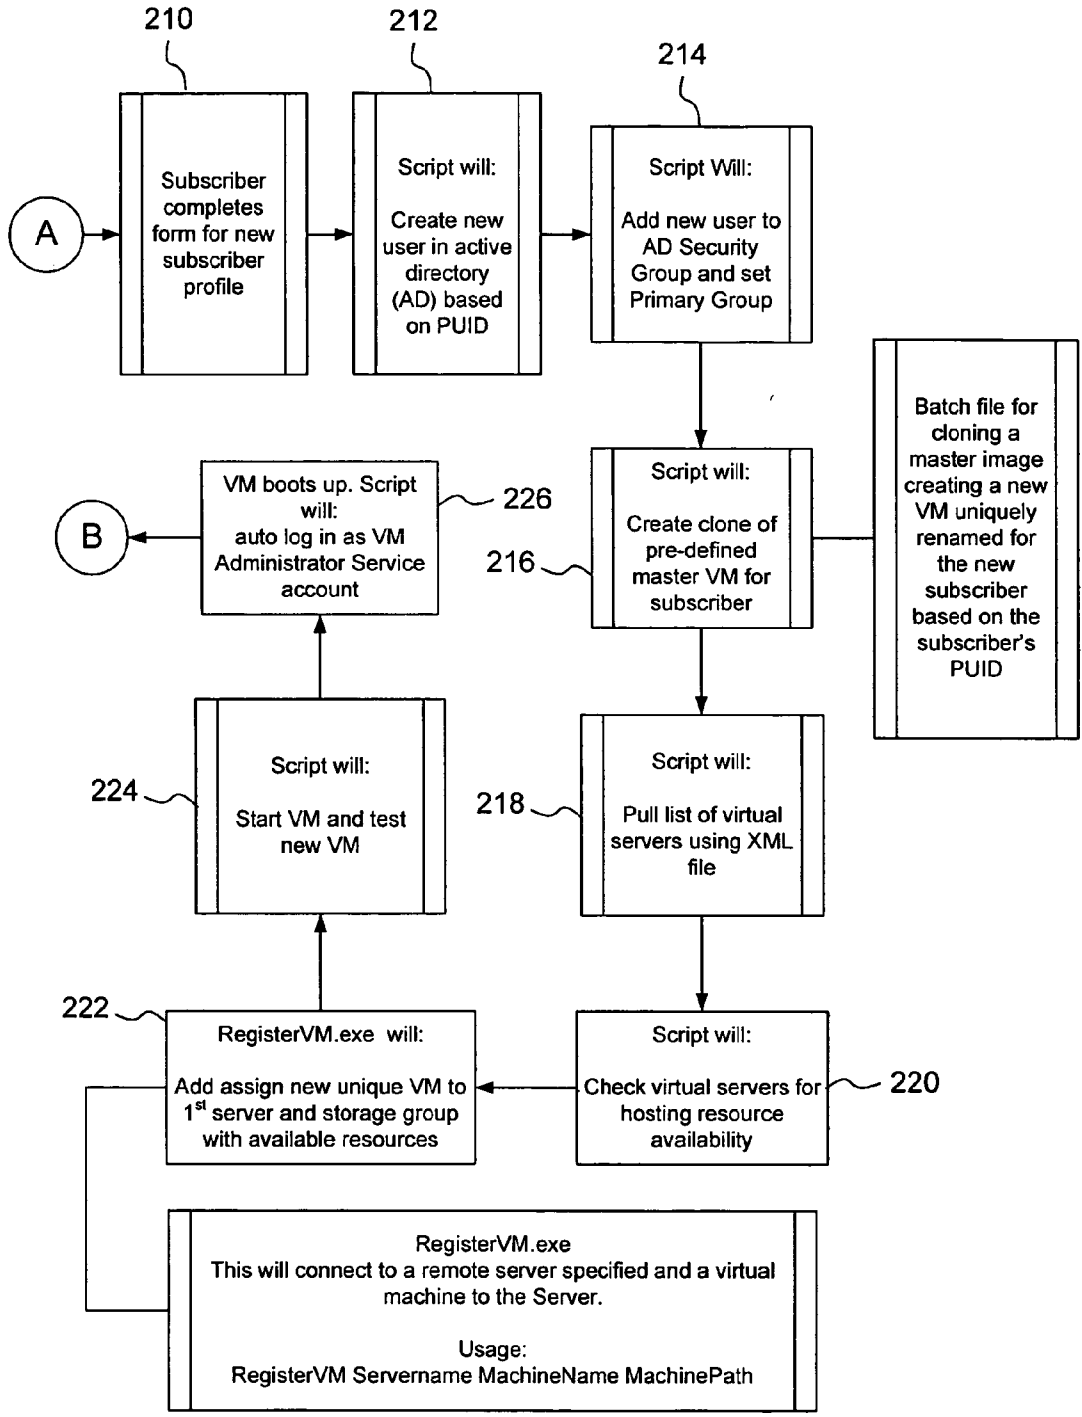 210
212
214
A
Subscriber
completes
form for new
subscriber
profile
Script will:
Create new
user in active
directory
(AD) based
on PUID
Script Will:
Add new user to
AD Security
Group and set
Primary Group
Batch file for
cloning a
master image
creating a new
VM uniquely
renamed for
the new
subscriber
based on the
subscriber's
PUID
216
Script will:
Create clone of
pre-defined
master VM for
subscriber
218
Script will:
Pull list of virtual
servers using XML
file
220
Script will:
Check virtual servers for
hosting resource
availability
222
RegisterVM.exe will:
Add assign new unique VM to
1st server and storage group
with available resources
RegisterVM.exe
This will connect to a remote server specified and a virtual
machine to the Server.
Usage:
RegisterVM Servername MachineName MachinePath
224
Script will:
Start VM and test
new VM
226
VM boots up. Script
will:
auto log in as VM
Administrator Service
account
B